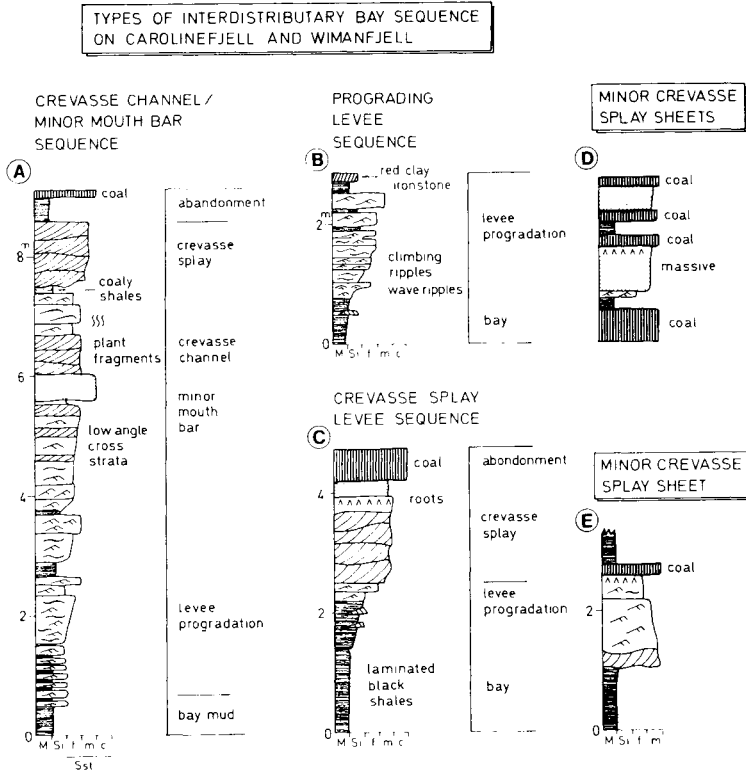 TYPES OF INTERDISTRIBUTARY BAY SEQUENCE
ON CAROLINEFJELL AND WIMANFJELL
CREVASSE CHANNEL /
MINOR MOUTH BAR
SEQUENCE
A
coal
abandonment
m
8
crevasse
splay
coaly
shales
SSS
plant
fragments
crevasse
channel
6
minor
mouth
bar
low angle
cross
strata
4
2
levee
progradation
bay mud
0
M Si f m c
Sst
PROGRADING
LEVEE
SEQUENCE
B
red clay
ironstone
2
m
levee
progradation
climbing
ripples
wave ripples
bay
0
M Si f m c
CREVASSE SPLAY
LEVEE SEQUENCE
C
coal
abondonment
4
roots
crevasse
splay
levee
progradation
2
laminated
black
shales
bay
0
M Si f m c
MINOR CREVASSE
SPLAY SHEETS
D
coal
coal
coal
massive
coal
MINOR CREVASSE
SPLAY SHEET
E
coal
2
0
M Si f m